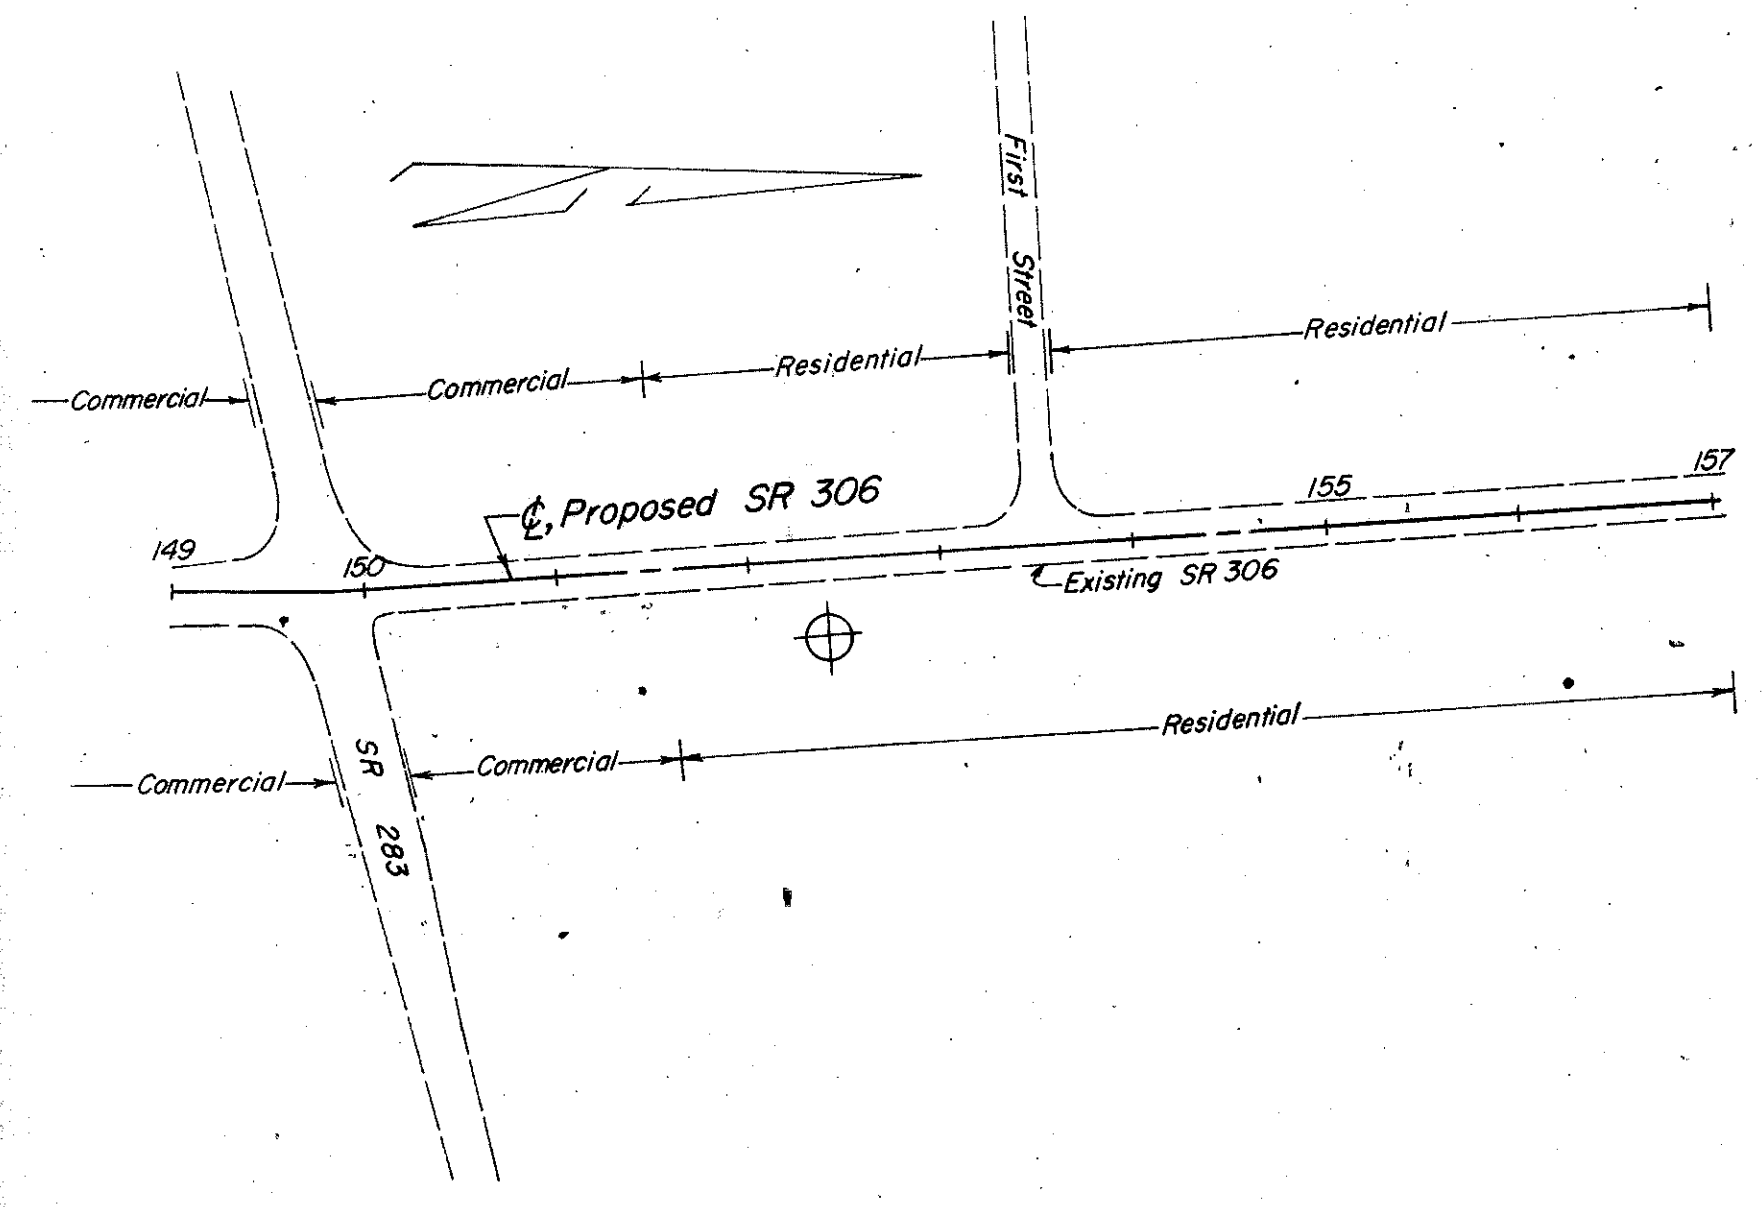 First Street
Residential
Residential
Commercial
Commercial
157
155
℄, Proposed SR 306
149
150
Existing SR 306
Residential
Commercial
Commercial
SR 283